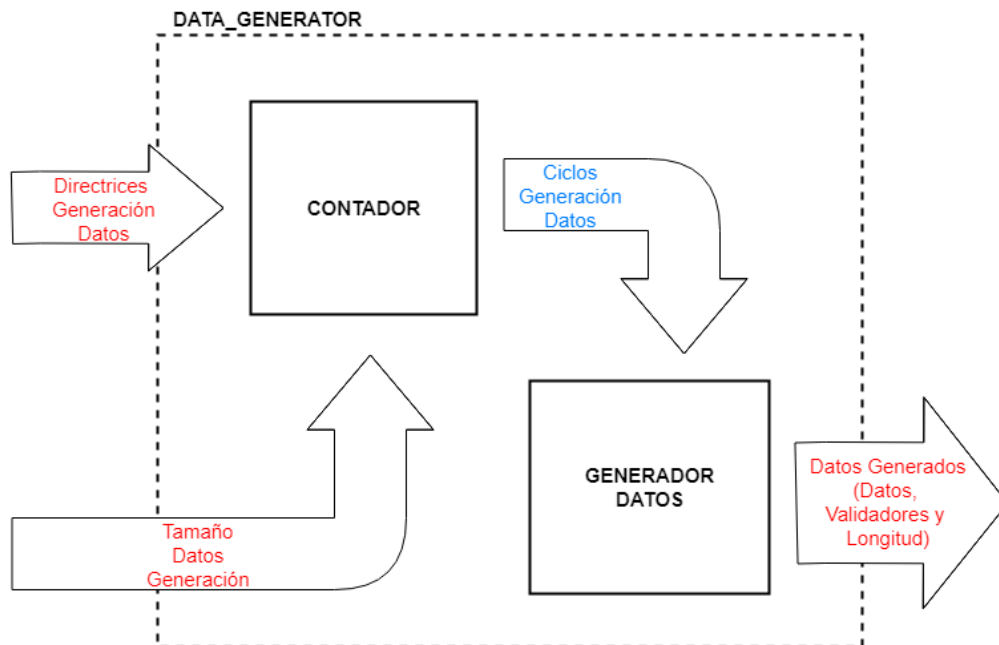 DATA_GENERATOR
Directrices
Generación
Datos
CONTADOR
Ciclos
Generación
Datos
Tamaño
Datos
Generación
GENERADOR
DATOS
Datos Generados
(Datos,
Validadores y
Longitud)